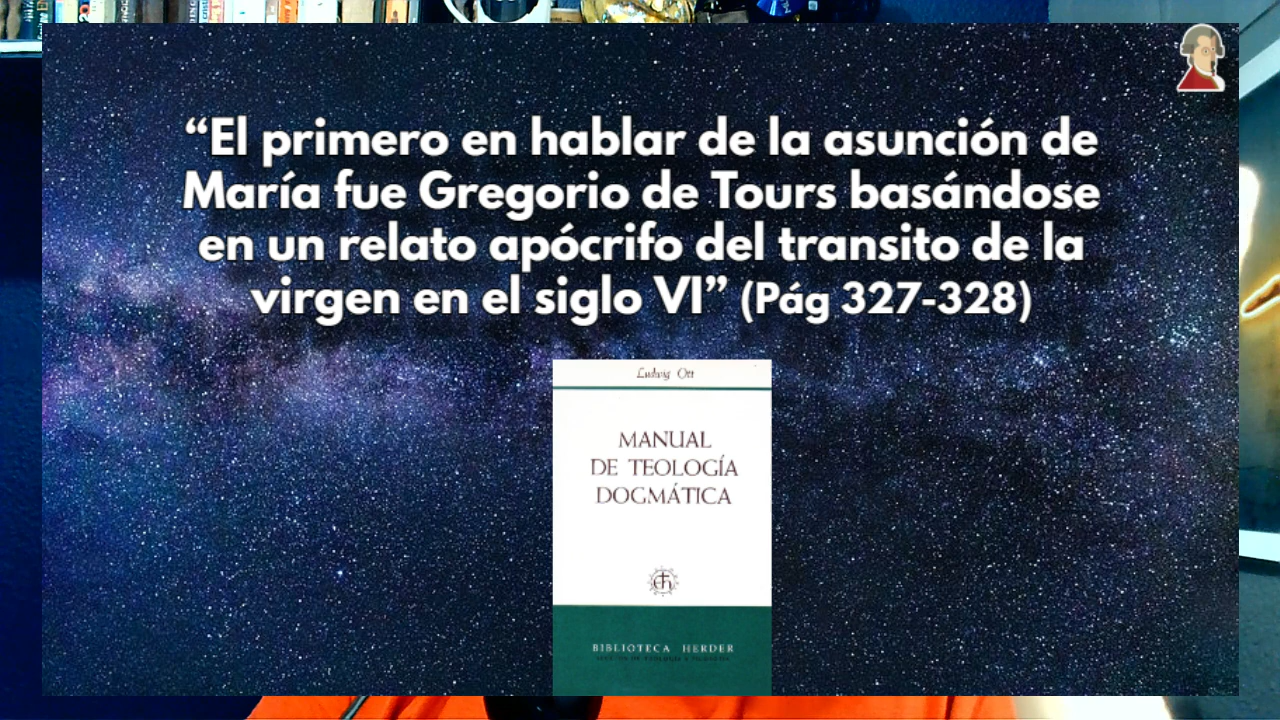 “El primero en hablar de la asunción de
María fue Gregorio de Tours basándose
en un relato apócrifo del transito de la
virgen en el siglo VI” (Pág 327-328)
Ludwig Ott
MANUAL
DE TEOLOGÍA
DOGMÁTICA
BIBLIOTECA HERDER